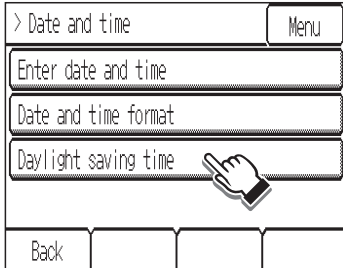 > Date and time
Menu
Enter date and time
Date and time format
Daylight saving time
Back